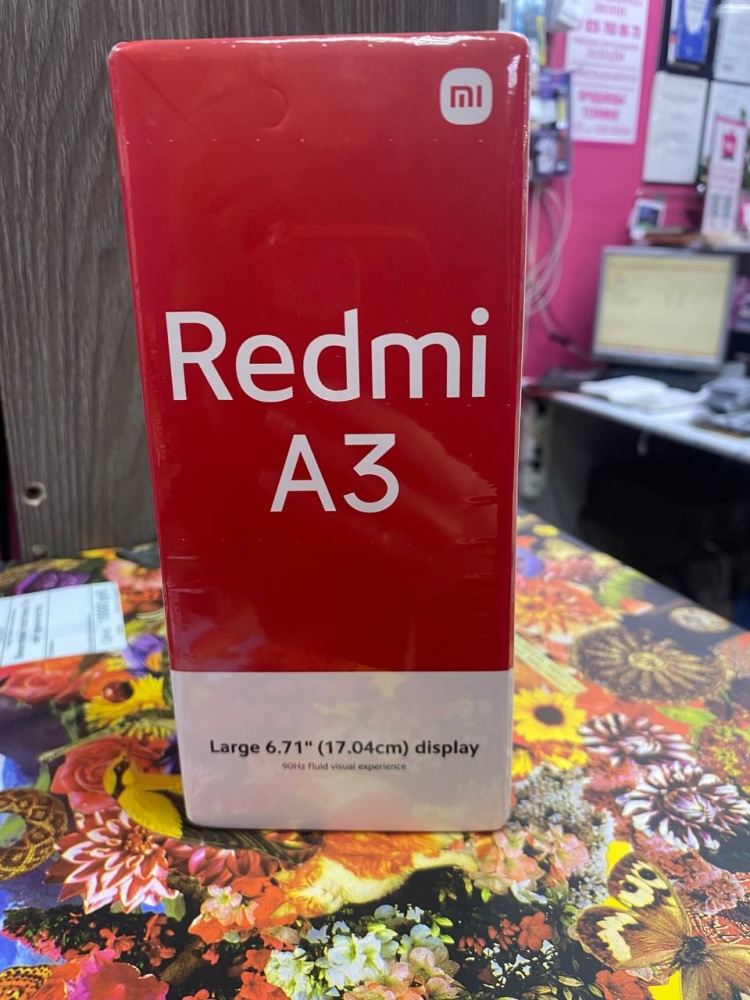 mi
Redmi
A3
Large 6.71" (17.04cm) display
90Hz fluid visual experience